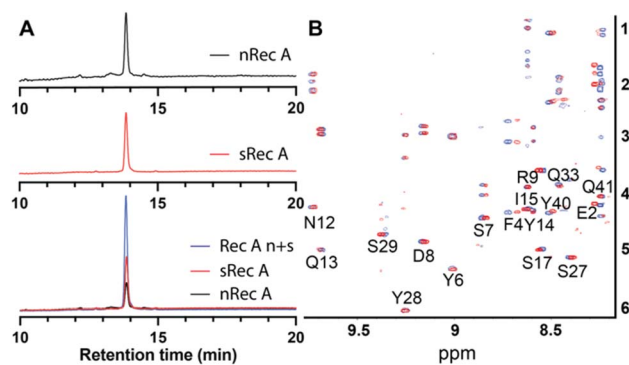 A
nRec A
10 15 20
sRec A
10 15 20
Rec A n+s
sRec A
nRec A
10 15 20
Retention time (min)
B
1
2
3
4
5
6
R9 Q33
I15 Q41
N12 Y40 E2
S7 F4 Y14
S29
Q13 D8 S17
Y6 S27
Y28
9.5 9 8.5
ppm